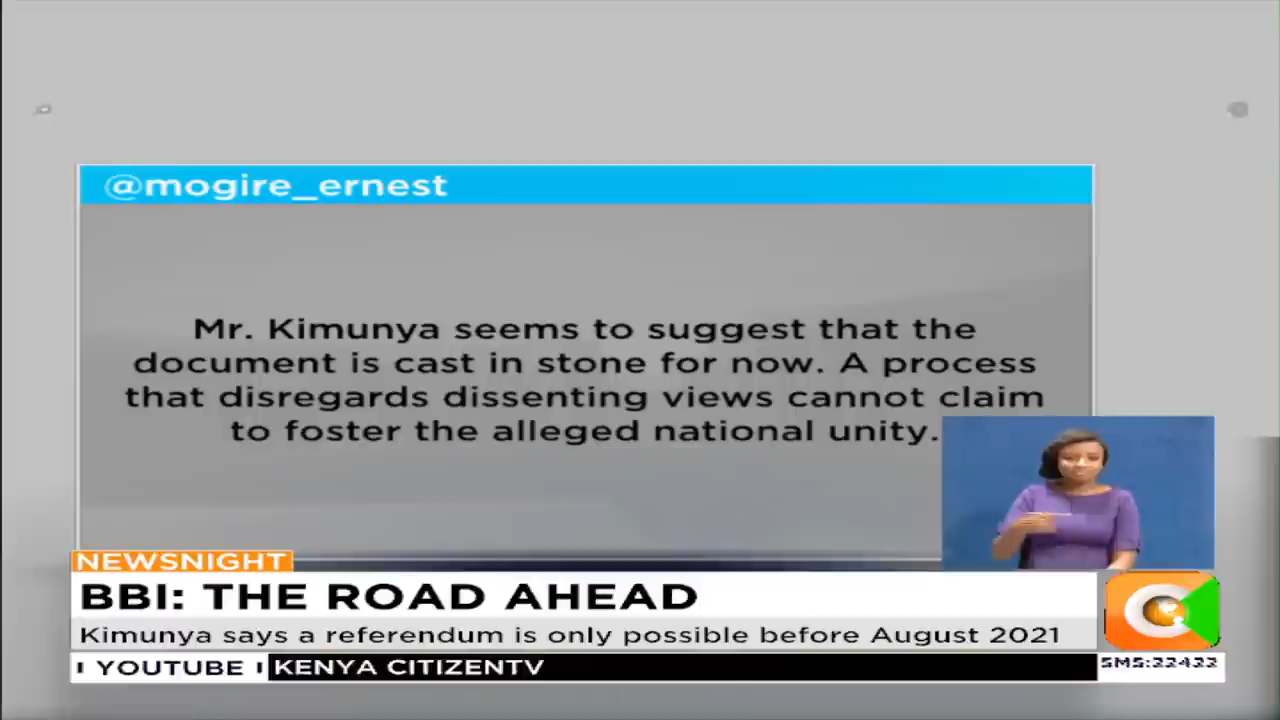 @mogire_ernest
Mr. Kimunya seems to suggest that the
document is cast in stone for now. A process
that disregards dissenting views cannot claim
to foster the alleged national unity.
NEWSNIGHT
BBI: THE ROAD AHEAD
Kimunya says a referendum is only possible before August 2021
YOUTUBE
KENYA CITIZENTV
SMS:22422